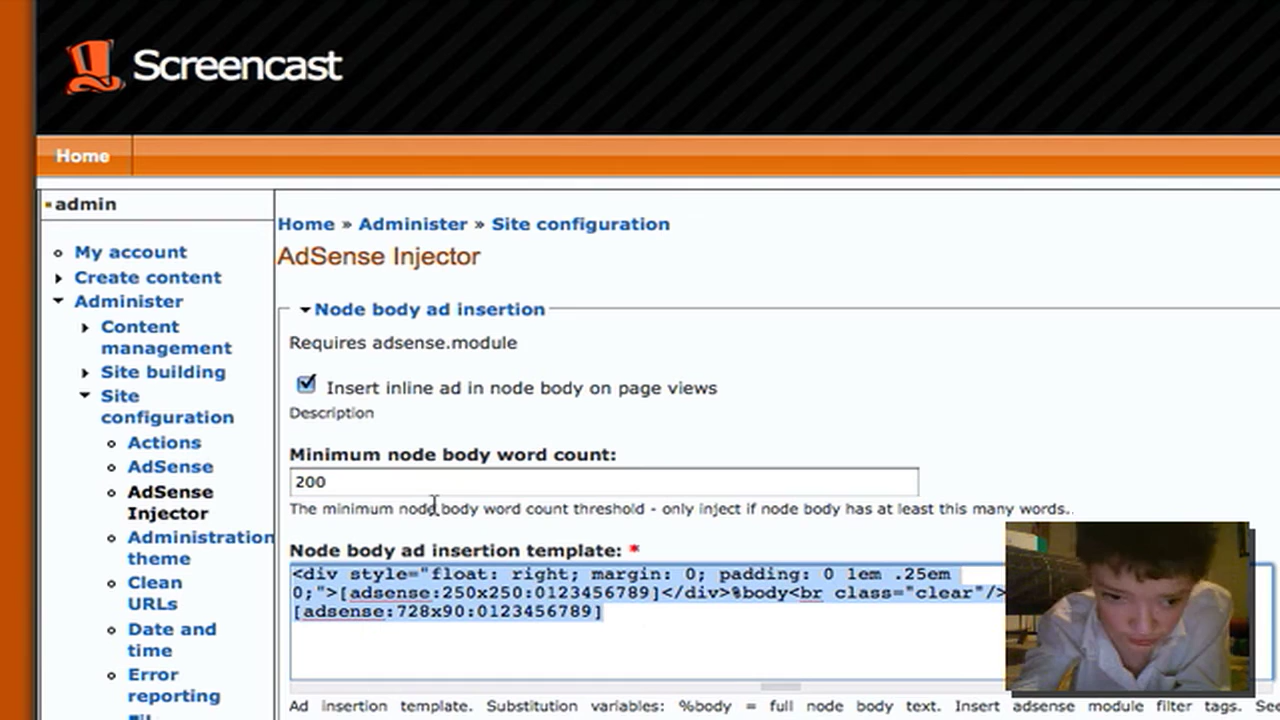 Screencast
Home
admin
My account
Create content
Administer
Content
management
Site building
Site
configuration
Actions
AdSense
AdSense
Injector
Administration
theme
Clean
URLs
Date and
time
Error
reporting
Home » Administer » Site configuration
AdSense Injector
Node body ad insertion
Requires adsense.module
Insert inline ad in node body on page views
Description
Minimum node body word count:
200
The minimum node body word count threshold - only inject if node body has at least this many words.
Node body ad insertion template: *
<div style="float: right; margin: 0; padding: 0 1em .25em
0;">[adsense:250x250:0123456789]</div>%body<br class="clear"/>
[adsense:728x90:0123456789]
Ad insertion template. Substitution variables: %body = full node body text. Insert adsense module filter tags. See